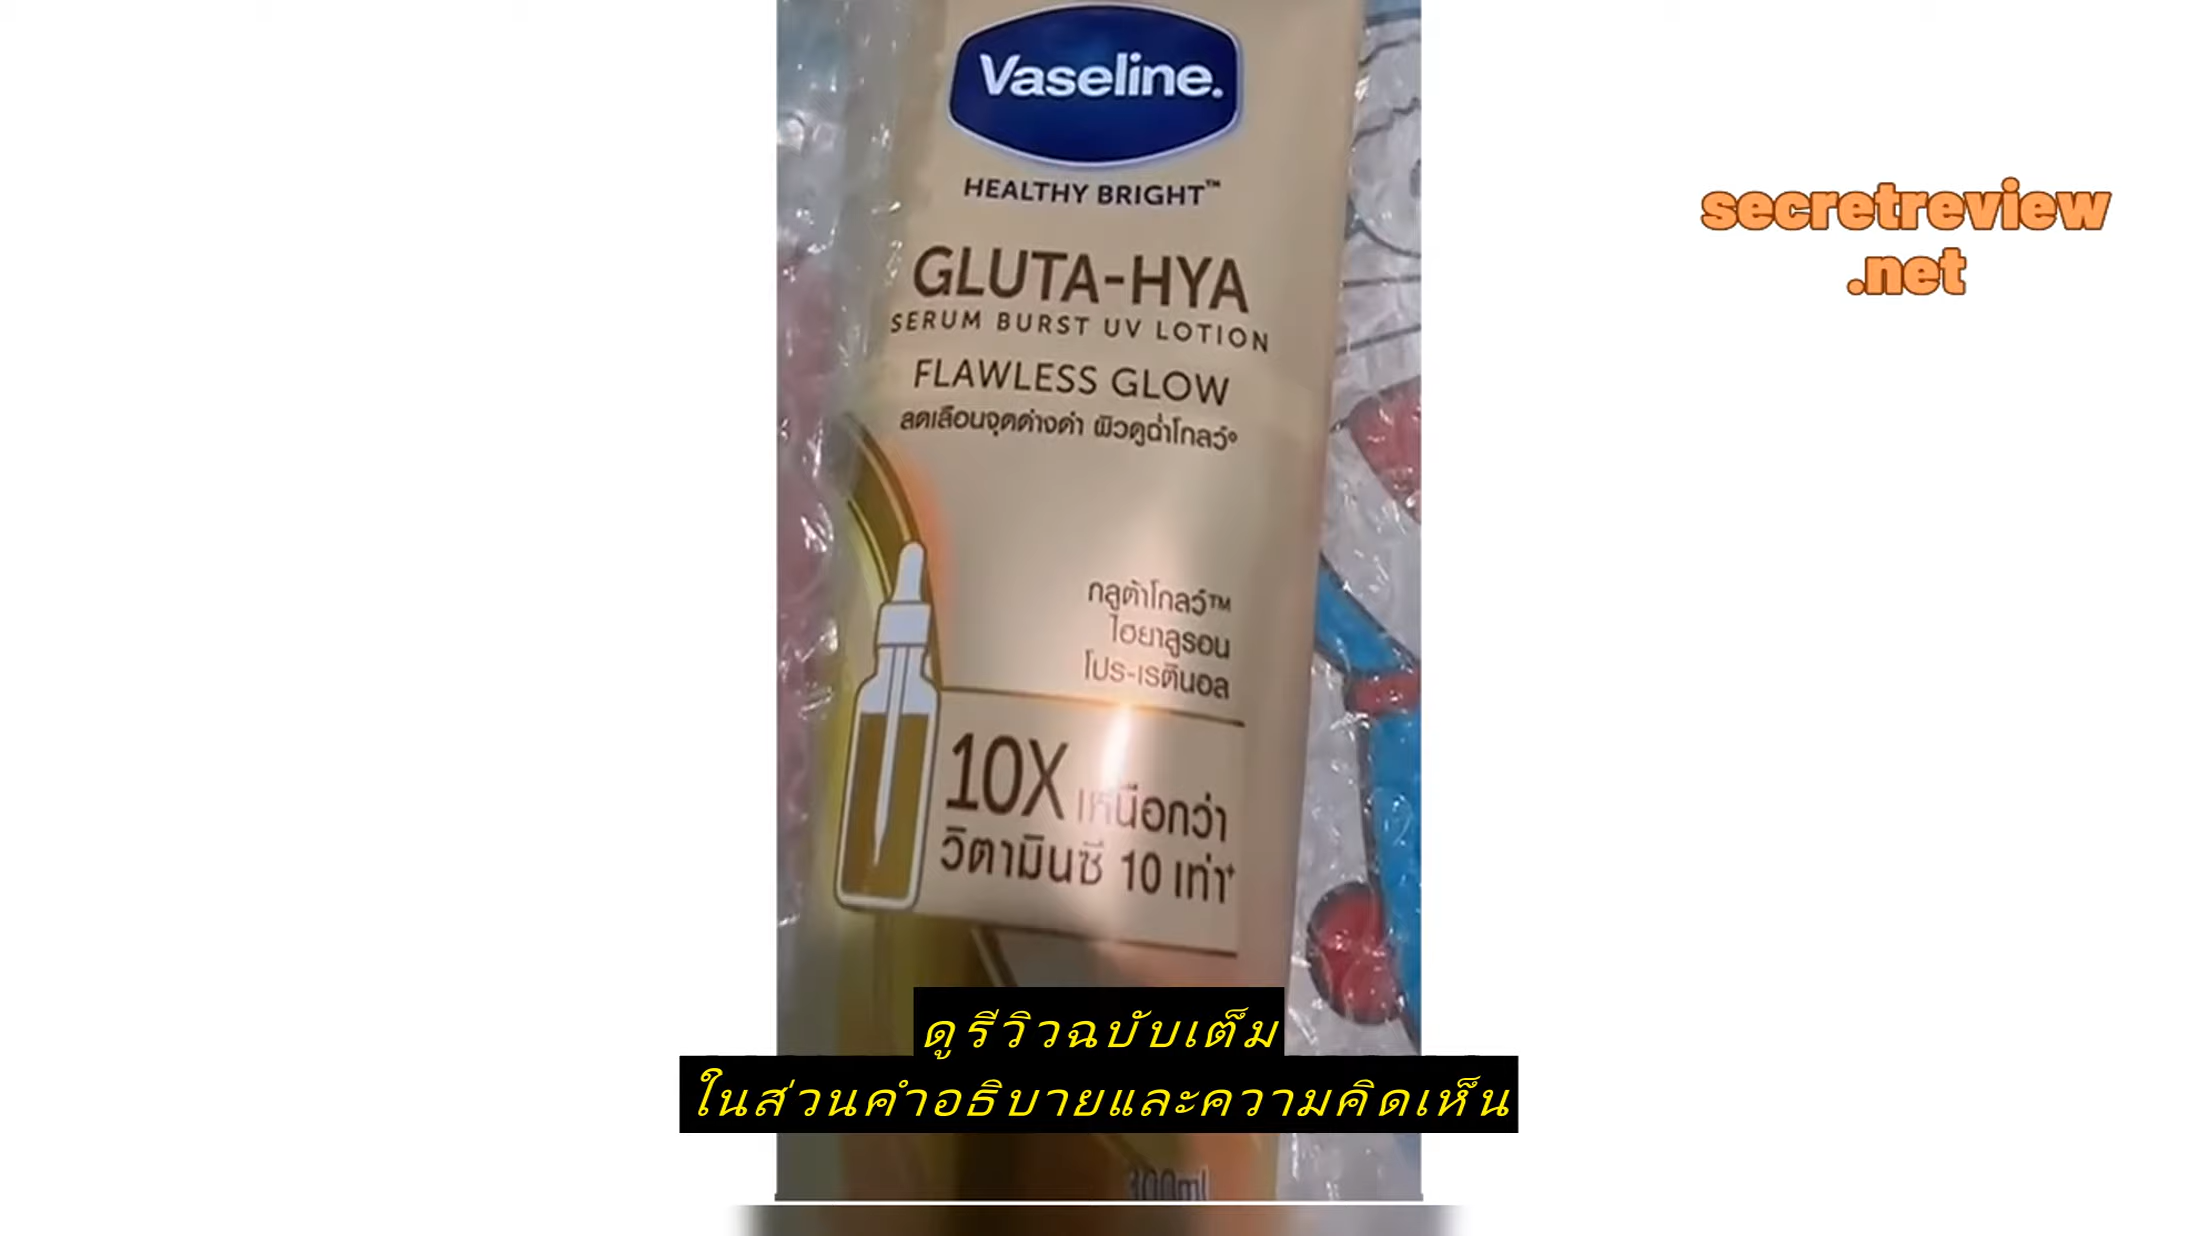 Vaseline.
HEALTHY BRIGHT™
GLUTA-HYA
SERUM BURST UV LOTION
FLAWLESS GLOW
ลดเลือนจุดด่างดำ ผิวดูฉ่ำโกลว์°
กลูต้าโกลว์™
ไฮยาลูรอน
โปร-เรตินอล
10X เหนือกว่า
วิตามินซี 10 เท่า⁺
secretreview
.net
ดูรีวิวฉบับเต็ม
ในส่วนคำอธิบายและความคิดเห็น
300ml